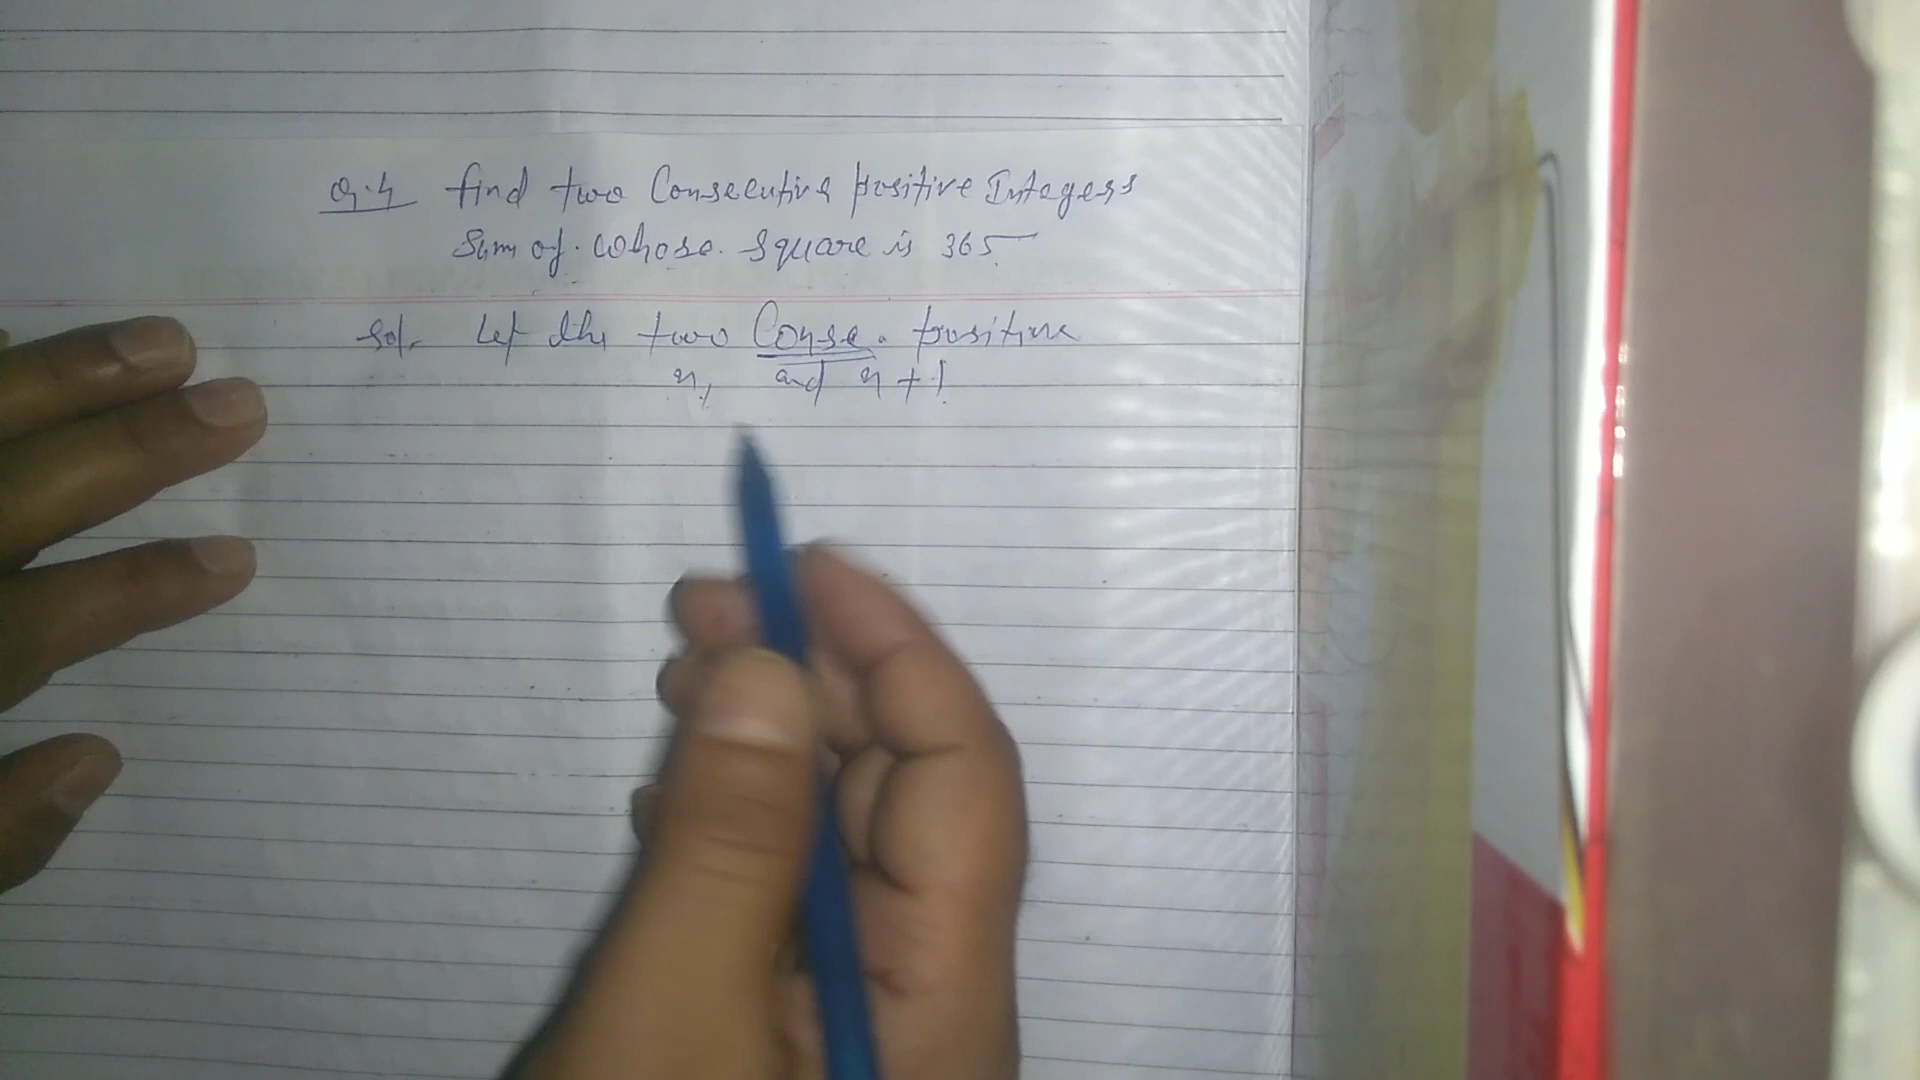 Q.4 find two Consecutive positive Integers
Sum of. whose. Square is 365.
Sol. Let the two Conse. positive
x, and x + 1